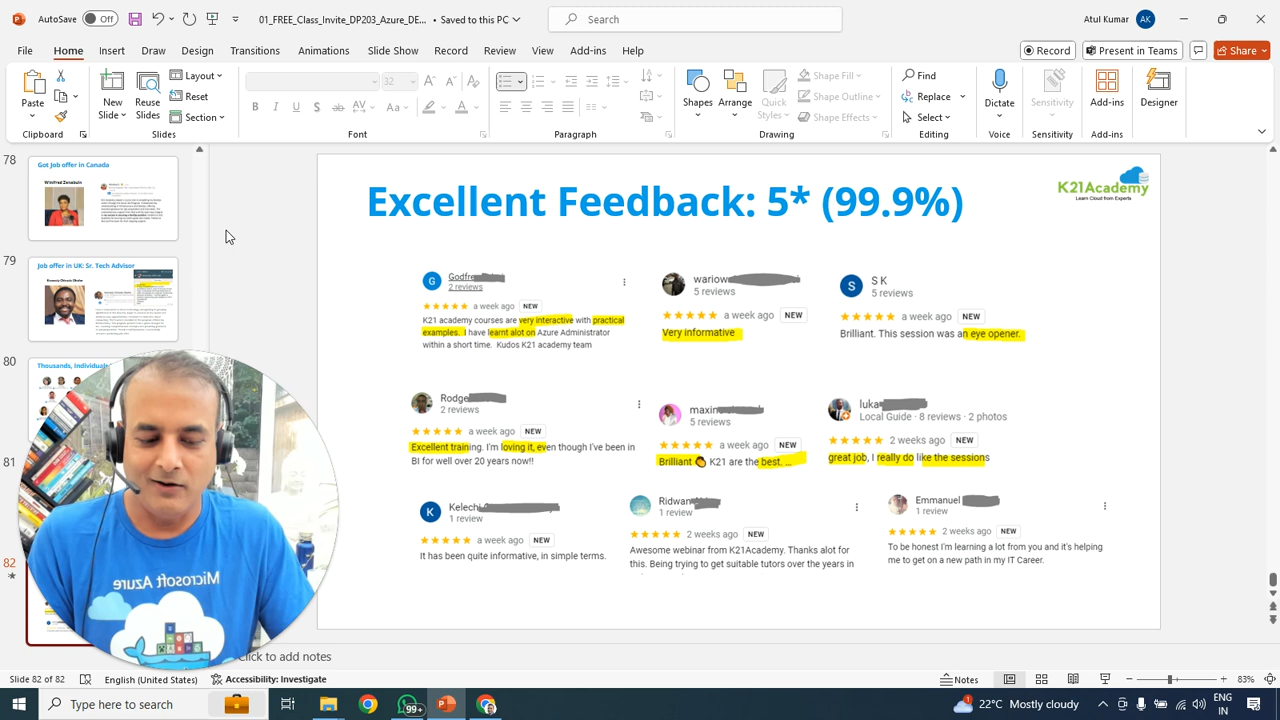 AutoSave Off 01_FREE_Class_Invite_DP203_Azure_DE... • Saved to this PC Search Atul Kumar AK
File Home Insert Draw Design Transitions Animations Slide Show Record Review View Add-ins Help Record Present in Teams Share
Paste New Slide Reuse Slides Layout Reset Section 32 Shapes Arrange Quick Styles Shape Fill Shape Outline Shape Effects Find Replace Select Dictate Sensitivity Add-ins Designer
Clipboard Slides Font Paragraph Drawing Editing Voice Sensitivity Add-ins
78
Got Job offer in Canada
79
Job offer in UK: Sr. Tech Advisor
80
Thousands, Individua
81
82
Microsoft Azure
Excellent Feedback: 5* (99.9%)
K21Academy
Learn Cloud from Experts
Godfre
2 reviews
a week ago NEW
K21 academy courses are very interactive with practical
examples. I have learnt alot on Azure Administrator
within a short time. Kudos K21 academy team
wariow
5 reviews
a week ago NEW
Very informative
S K
5 reviews
a week ago NEW
Brilliant. This session was an eye opener.
Rodge
2 reviews
a week ago NEW
Excellent training. I'm loving it, even though I've been in
BI for well over 20 years now!!
maxin
5 reviews
a week ago NEW
Brilliant K21 are the best. ...
luka
Local Guide · 8 reviews · 2 photos
2 weeks ago NEW
great job, I really do like the sessions
Kelechi
1 review
a week ago NEW
It has been quite informative, in simple terms.
Ridwan
1 review
2 weeks ago NEW
Awesome webinar from K21Academy. Thanks alot for
this. Being trying to get suitable tutors over the years in
Emmanuel
1 review
2 weeks ago NEW
To be honest I'm learning a lot from you and it's helping
me to get on a new path in my IT Career.
Click to add notes
Slide 82 of 82 English (United States) Accessibility: Investigate Notes 83%
Type here to search 99+ 22°C Mostly cloudy ENG
IN